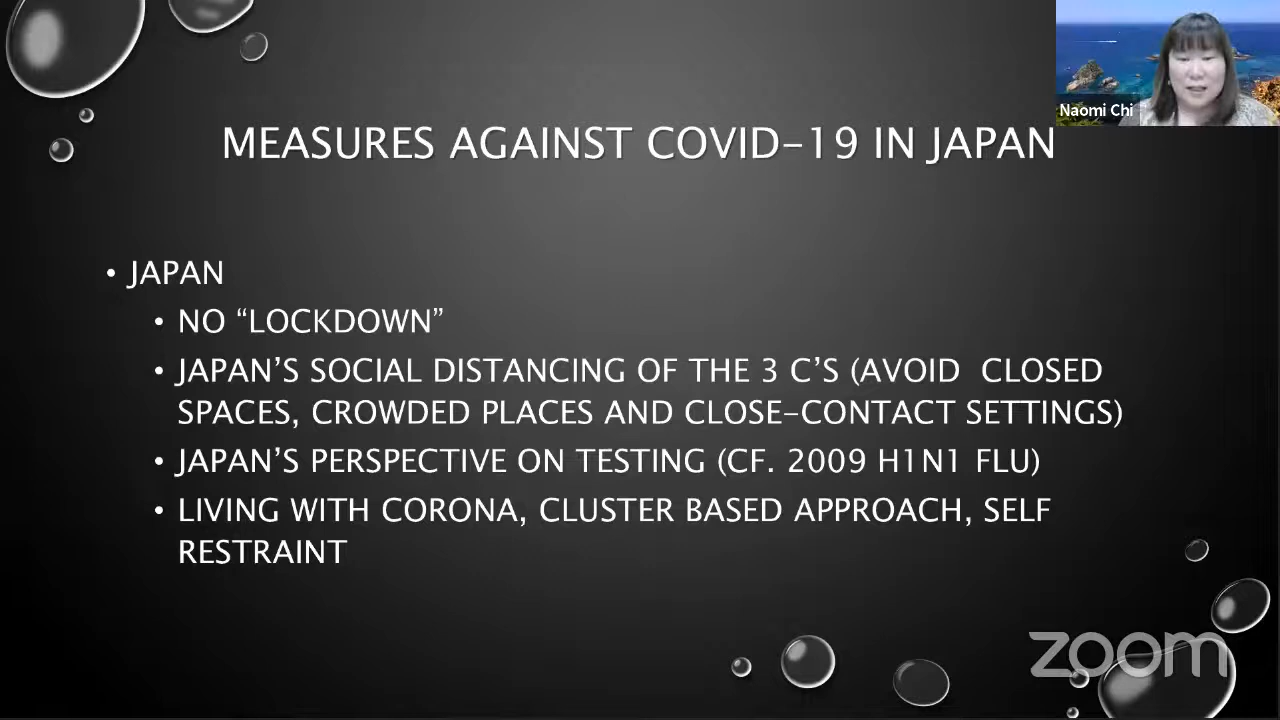 Naomi Chi
MEASURES AGAINST COVID-19 IN JAPAN
• JAPAN
• NO “LOCKDOWN”
• JAPAN’S SOCIAL DISTANCING OF THE 3 C’S (AVOID CLOSED
SPACES, CROWDED PLACES AND CLOSE-CONTACT SETTINGS)
• JAPAN’S PERSPECTIVE ON TESTING (CF. 2009 H1N1 FLU)
• LIVING WITH CORONA, CLUSTER BASED APPROACH, SELF
RESTRAINT
zoom